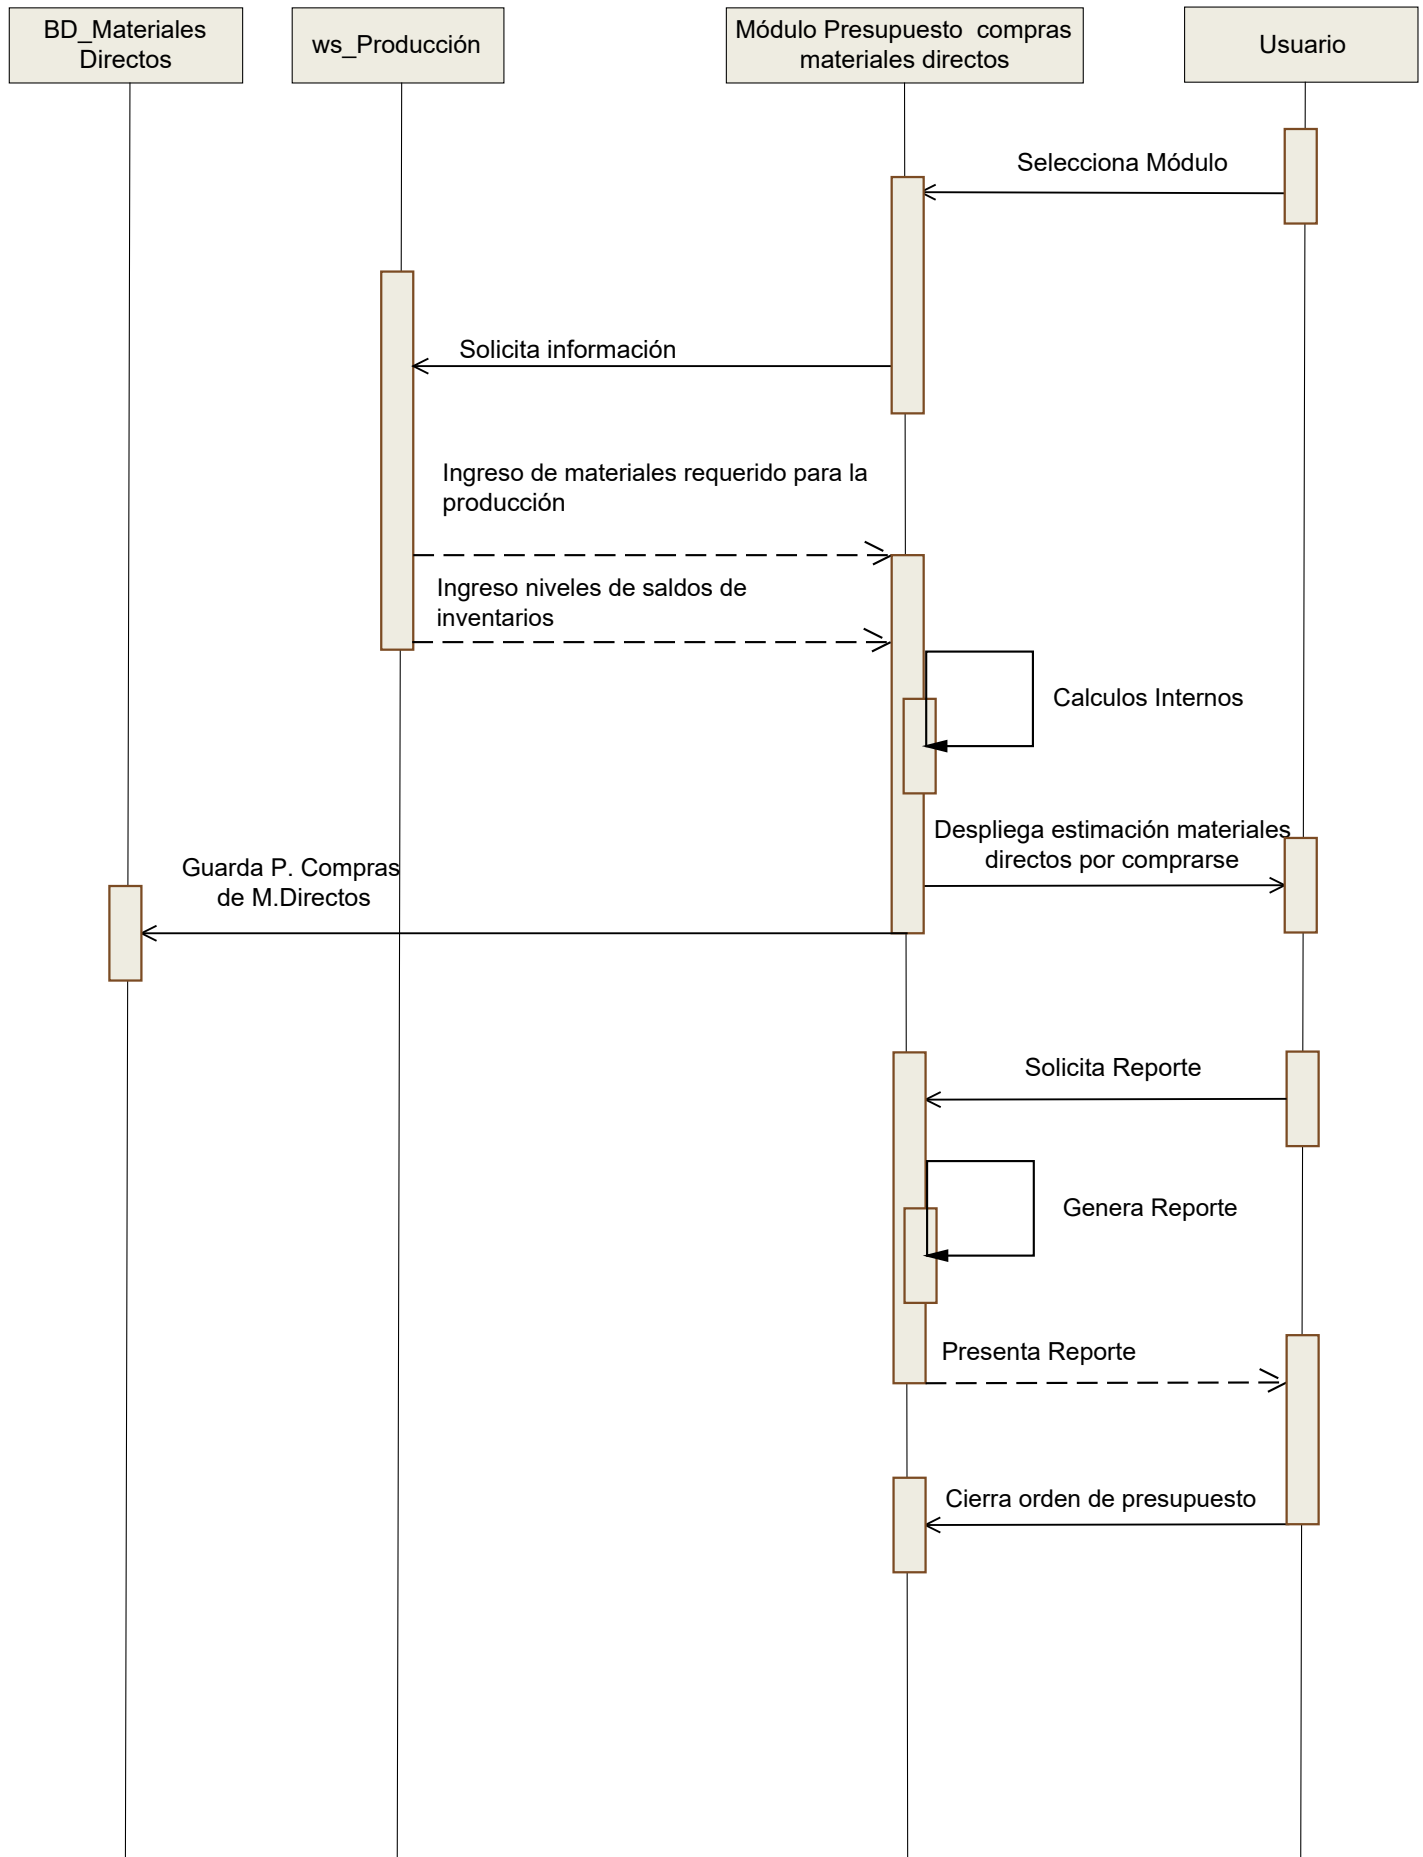 BD_Materiales
Directos
ws_Producción
Módulo Presupuesto  compras
materiales directos
Usuario
Selecciona Módulo
Solicita información
Ingreso de materiales requerido para la
producción
Ingreso niveles de saldos de
inventarios
Calculos Internos
Despliega estimación materiales
directos por comprarse
Guarda P. Compras
de M.Directos
Solicita Reporte
Genera Reporte
Presenta Reporte
Cierra orden de presupuesto